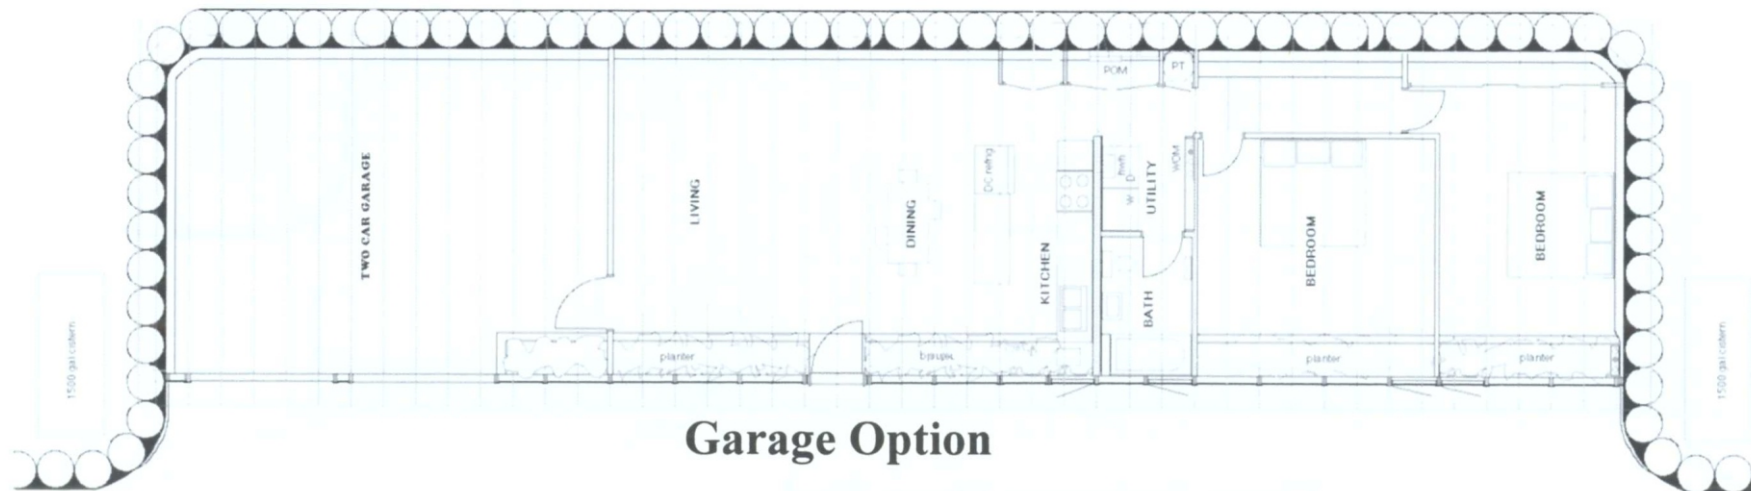 POM
PT
TWO CAR GARAGE
LIVING
DINING
DC refrig
KITCHEN
W
D
UTILITY
WOM
BATH
BEDROOM
BEDROOM
planter
planter
planter
planter
1500 gal cistern
1500 gal cistern
Garage Option